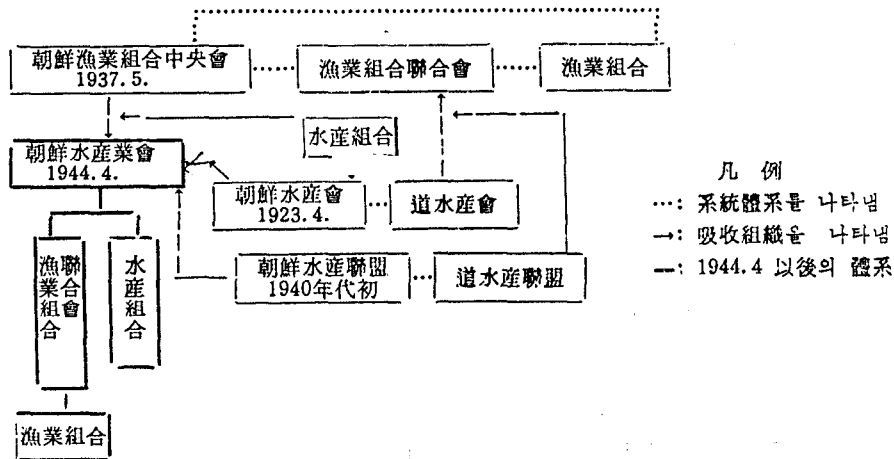 朝鮮漁業組合中央會
1937.5.
漁業組合聯合會
漁業組合
水産組合
朝鮮水産業會
1944.4.
朝鮮水産會
1923.4.
道水産會
朝鮮水産聯盟
1940年代初
道水産聯盟
漁業組合
聯合會
水産組合
漁業組合
凡 例
…: 系統體系를 나타냄
→: 吸收組織을 나타냄
━: 1944.4 以後의 體系